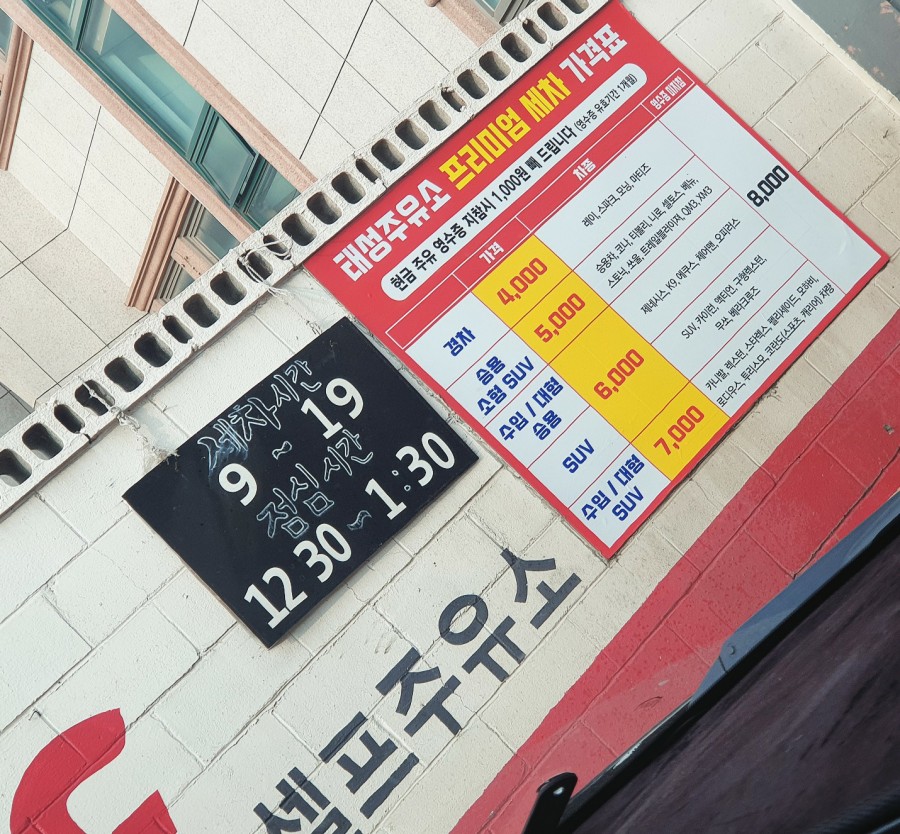 태성주유소 프리미엄 세차 가격표
현금 주유 영수증 지참시 1,000원 빼 드립니다 (영수증 유효기간 1개월)
가격 차종 영수증 미지참
경차 4,000 레이, 스파크, 모닝, 마티즈 8,000
승용 소형 SUV 5,000 승용차, 코나, 티볼리, 니로, 셀토스, 베뉴,
스토닉, 쏘울, 트레일블레이져, QM3, XM3
수입 / 대형 승용 6,000 제네시스, K9, 에쿠스, 체어맨, 오피러스
SUV SUV, 카이런, 액티언, 구형렉스턴,
무쏘, 베라크루즈
수입 / 대형 SUV 7,000 카니발, 렉스턴, 스타렉스, 펠리세이드, 모하비,
로디우스, 투리스모, 코란도(스포츠, 캐리어) 차량
세차시간
9 ~ 19
점심시간
12 30 ~ 1:30
셀프주유소